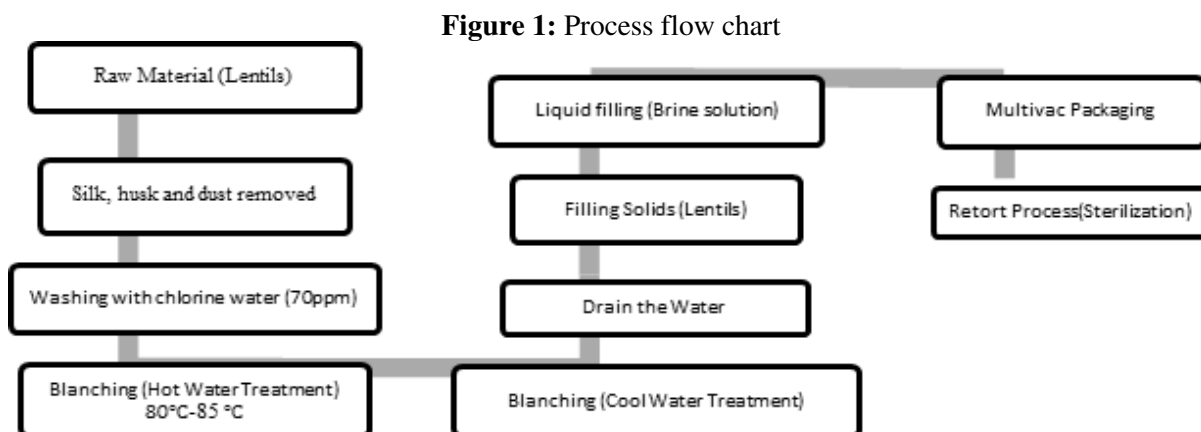 Figure 1: Process flow chart
Raw Material (Lentils)
Silk, husk and dust removed
Washing with chlorine water (70ppm)
Blanching (Hot Water Treatment)
80°C-85 °C
Blanching (Cool Water Treatment)
Drain the Water
Filling Solids (Lentils)
Liquid filling (Brine solution)
Multivac Packaging
Retort Process(Sterilization)